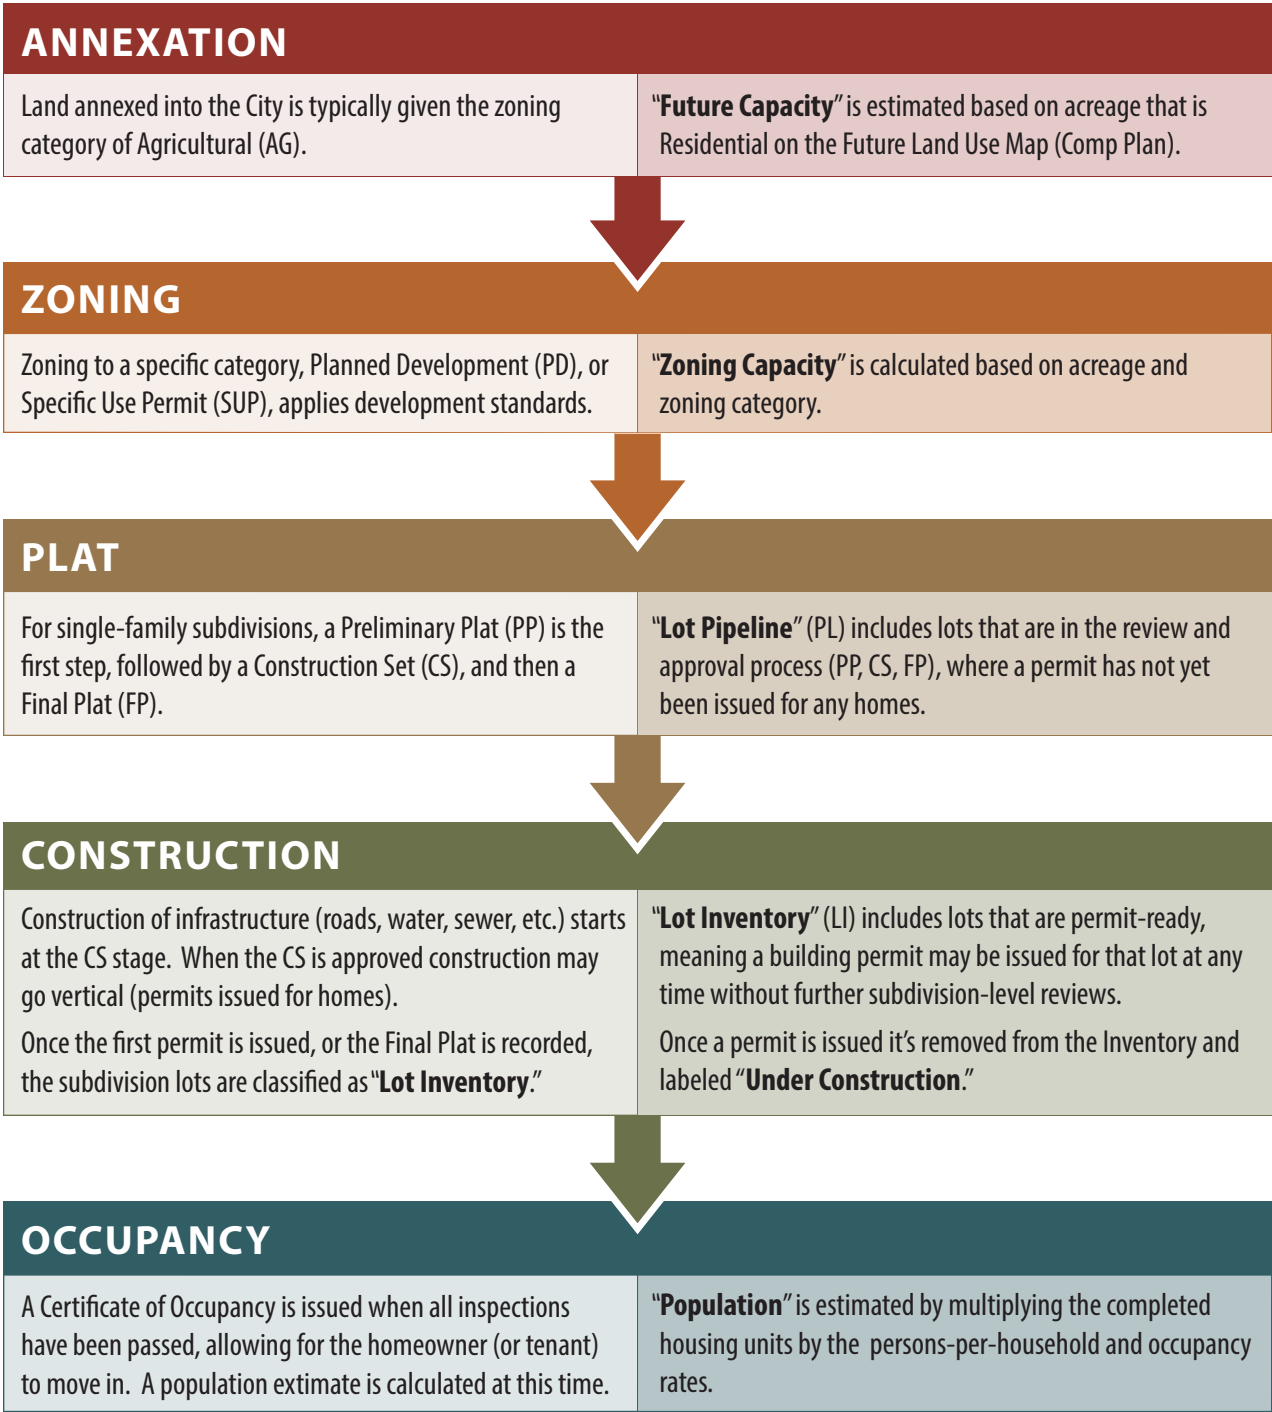 ANNEXATION
Land annexed into the City is typically given the zoning
category of Agricultural (AG).
“Future Capacity” is estimated based on acreage that is
Residential on the Future Land Use Map (Comp Plan).
ZONING
Zoning to a specific category, Planned Development (PD), or
Specific Use Permit (SUP), applies development standards.
“Zoning Capacity” is calculated based on acreage and
zoning category.
PLAT
For single-family subdivisions, a Preliminary Plat (PP) is the
first step, followed by a Construction Set (CS), and then a
Final Plat (FP).
“Lot Pipeline” (PL) includes lots that are in the review and
approval process (PP, CS, FP), where a permit has not yet
been issued for any homes.
CONSTRUCTION
Construction of infrastructure (roads, water, sewer, etc.) starts
at the CS stage.  When the CS is approved construction may
go vertical (permits issued for homes).
Once the first permit is issued, or the Final Plat is recorded,
the subdivision lots are classified as “Lot Inventory.”
“Lot Inventory” (LI) includes lots that are permit-ready,
meaning a building permit may be issued for that lot at any
time without further subdivision-level reviews.
Once a permit is issued it’s removed from the Inventory and
labeled “Under Construction.”
OCCUPANCY
A Certificate of Occupancy is issued when all inspections
have been passed, allowing for the homeowner (or tenant)
to move in.  A population extimate is calculated at this time.
“Population” is estimated by multiplying the completed
housing units by the  persons-per-household and occupancy
rates.